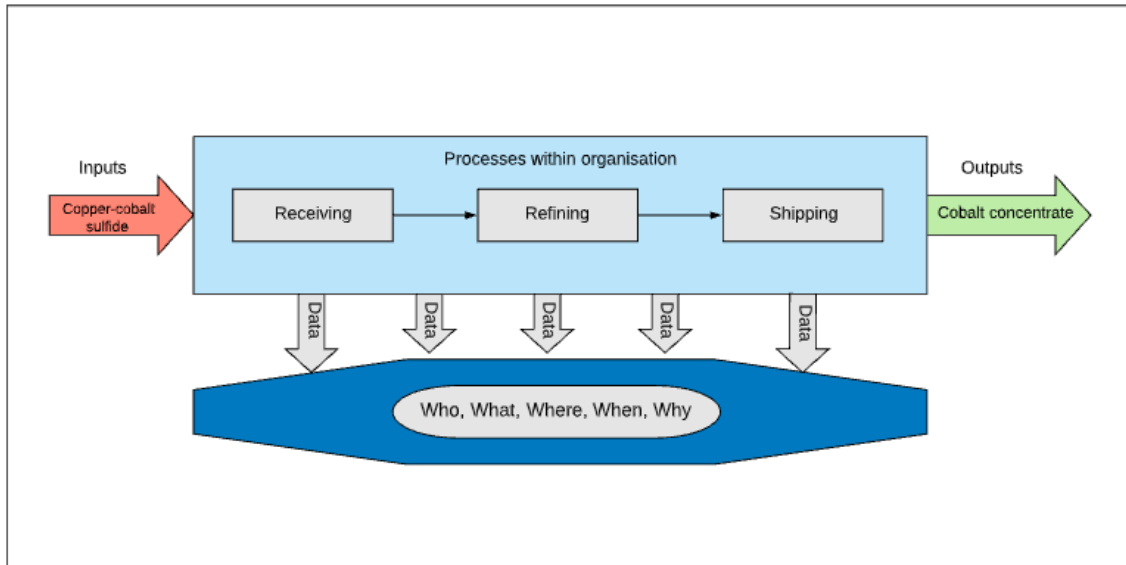 Processes within organisation
Inputs
Outputs
Copper-cobalt
sulfide
Receiving
Refining
Shipping
Cobalt concentrate
Data
Data
Data
Data
Data
Who, What, Where, When, Why